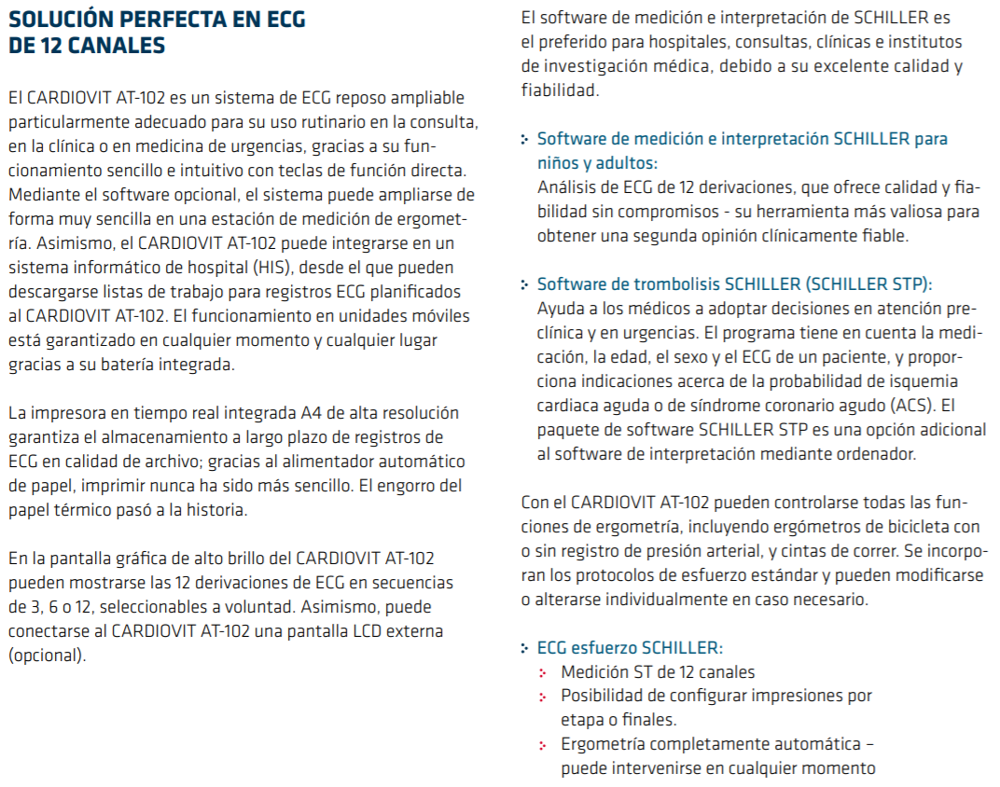 SOLUCIÓN PERFECTA EN ECG
DE 12 CANALES
El CARDIOVIT AT-102 es un sistema de ECG reposo ampliable
particularmente adecuado para su uso rutinario en la consulta,
en la clínica o en medicina de urgencias, gracias a su fun-
cionamiento sencillo e intuitivo con teclas de función directa.
Mediante el software opcional, el sistema puede ampliarse de
forma muy sencilla en una estación de medición de ergomet-
ría. Asimismo, el CARDIOVIT AT-102 puede integrarse en un
sistema informático de hospital (HIS), desde el que pueden
descargarse listas de trabajo para registros ECG planificados
al CARDIOVIT AT-102. El funcionamiento en unidades móviles
está garantizado en cualquier momento y cualquier lugar
gracias a su batería integrada.
La impresora en tiempo real integrada A4 de alta resolución
garantiza el almacenamiento a largo plazo de registros de
ECG en calidad de archivo; gracias al alimentador automático
de papel, imprimir nunca ha sido más sencillo. El engorro del
papel térmico pasó a la historia.
En la pantalla gráfica de alto brillo del CARDIOVIT AT-102
pueden mostrarse las 12 derivaciones de ECG en secuencias
de 3, 6 o 12, seleccionables a voluntad. Asimismo, puede
conectarse al CARDIOVIT AT-102 una pantalla LCD externa
(opcional).
El software de medición e interpretación de SCHILLER es
el preferido para hospitales, consultas, clínicas e institutos
de investigación médica, debido a su excelente calidad y
fiabilidad.
Software de medición e interpretación SCHILLER para
niños y adultos:
Análisis de ECG de 12 derivaciones, que ofrece calidad y fia-
bilidad sin compromisos - su herramienta más valiosa para
obtener una segunda opinión clínicamente fiable.
Software de trombolisis SCHILLER (SCHILLER STP):
Ayuda a los médicos a adoptar decisiones en atención pre-
clínica y en urgencias. El programa tiene en cuenta la medi-
cación, la edad, el sexo y el ECG de un paciente, y propor-
ciona indicaciones acerca de la probabilidad de isquemia
cardiaca aguda o de síndrome coronario agudo (ACS). El
paquete de software SCHILLER STP es una opción adicional
al software de interpretación mediante ordenador.
Con el CARDIOVIT AT-102 pueden controlarse todas las fun-
ciones de ergometría, incluyendo ergómetros de bicicleta con
o sin registro de presión arterial, y cintas de correr. Se incorpo-
ran los protocolos de esfuerzo estándar y pueden modificarse
o alterarse individualmente en caso necesario.
ECG esfuerzo SCHILLER:
Medición ST de 12 canales
Posibilidad de configurar impresiones por
etapa o finales.
Ergometría completamente automática –
puede intervenirse en cualquier momento